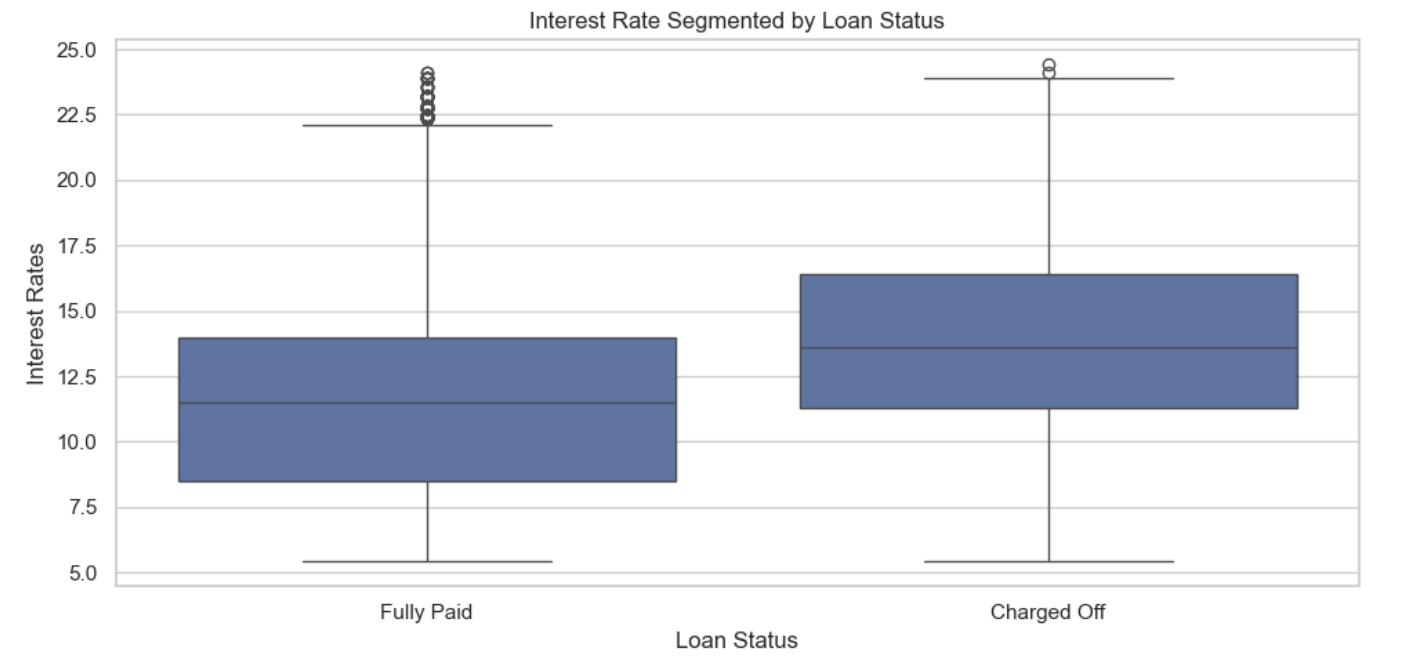 Interest Rate Segmented by Loan Status
25.0
22.5
20.0
17.5
15.0
12.5
10.0
7.5
5.0
Interest Rates
Fully Paid
Charged Off
Loan Status